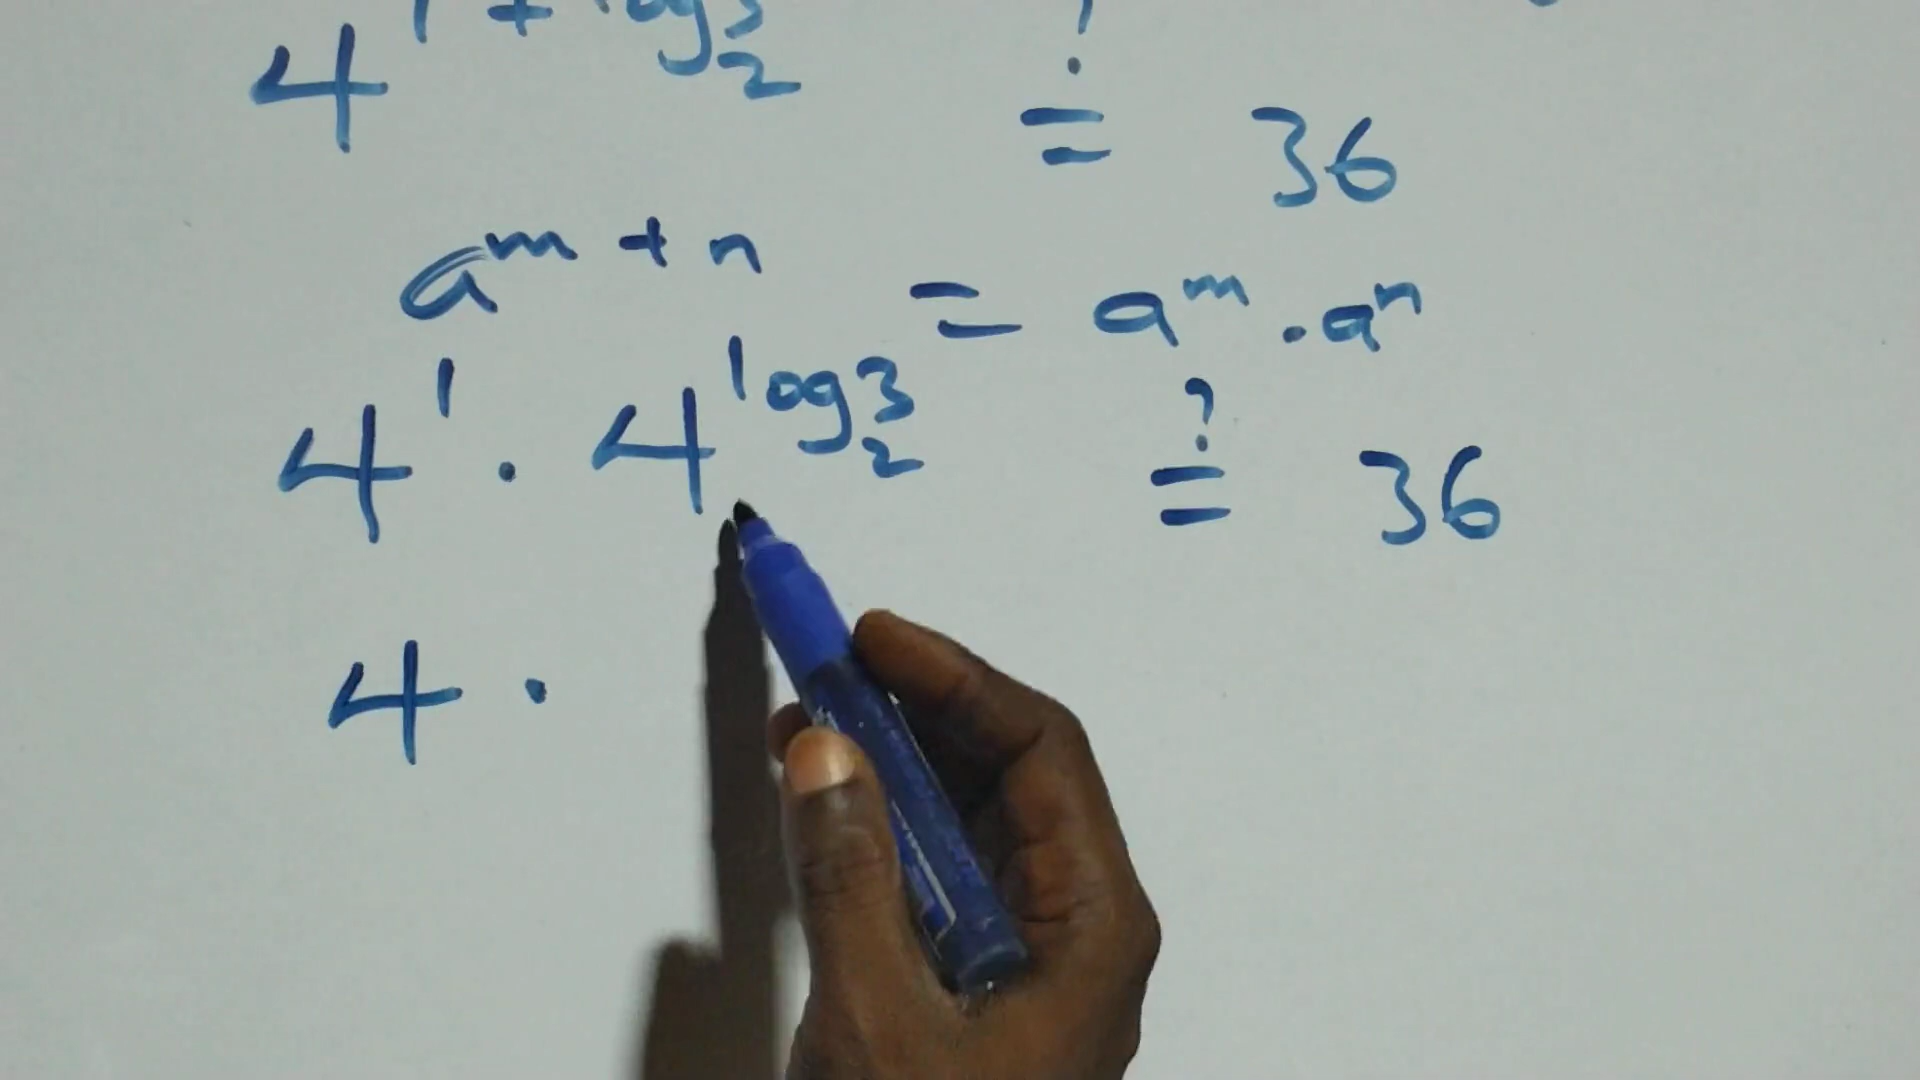 4^{1 + log_2 3} ?= 36
a^{m + n} = a^m . a^n
4^1 . 4^{log_2 3} ?= 36
4 .